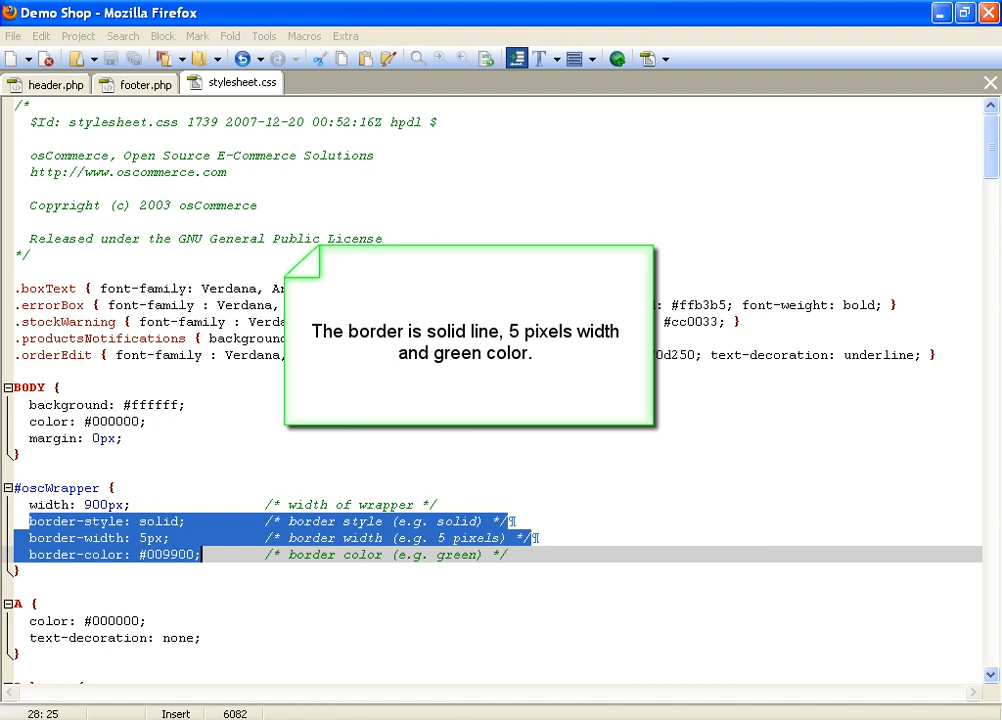 Demo Shop - Mozilla Firefox
File Edit Project Search Block Mark Fold Tools Macros Extra
header.php footer.php stylesheet.css
/*
$Id: stylesheet.css 1739 2007-12-20 00:52:16Z hpdl $
osCommerce, Open Source E-Commerce Solutions
http://www.oscommerce.com
Copyright (c) 2003 osCommerce
Released under the GNU General Public License
*/
.boxText { font-family: Verdana,
.errorBox { font-family : Verdana, #ffb3b5; font-weight: bold; }
.stockWarning { font-family : #cc0033; }
.productsNotifications {
.orderEdit { font-family : Verdana, text-decoration: underline; }
The border is solid line, 5 pixels width
and green color.
BODY {
background: #ffffff;
color: #000000;
margin: 0px;
}
#oscWrapper {
width: 900px; /* width of wrapper */
border-style: solid; /* border style (e.g. solid) */¶
border-width: 5px; /* border width (e.g. 5 pixels) */¶
border-color: #009900; /* border color (e.g. green) */
}
A {
color: #000000;
text-decoration: none;
}
28: 25 Insert 6082